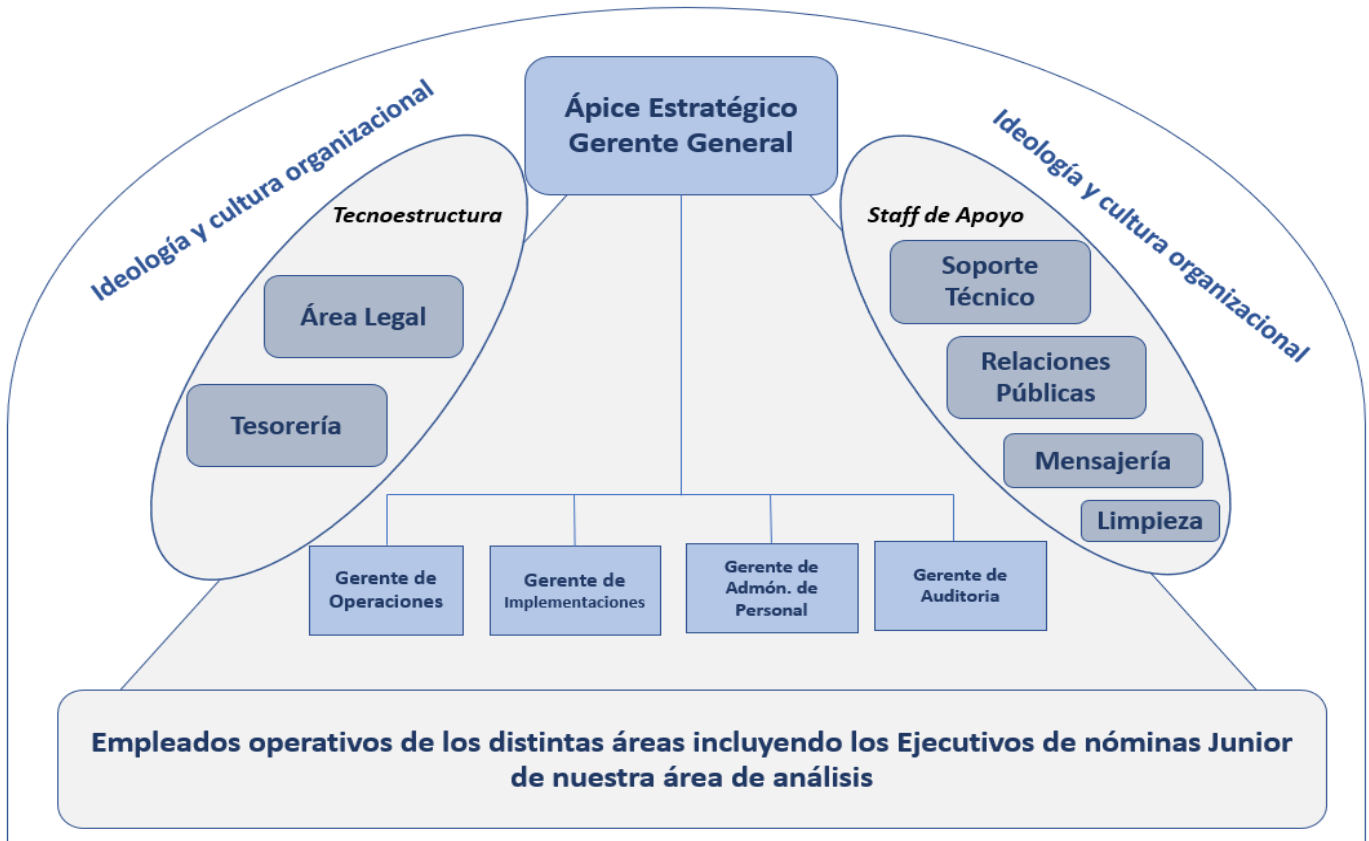 Ápice Estratégico
Gerente General
Ideología y cultura organizacional
Ideología y cultura organizacional
Tecnoestructura
Área Legal
Tesorería
Staff de Apoyo
Soporte
Técnico
Relaciones
Públicas
Mensajería
Limpieza
Gerente de
Operaciones
Gerente de
Implementaciones
Gerente de
Admón. de
Personal
Gerente de
Auditoria
Empleados operativos de los distintas áreas incluyendo los Ejecutivos de nóminas Junior
de nuestra área de análisis